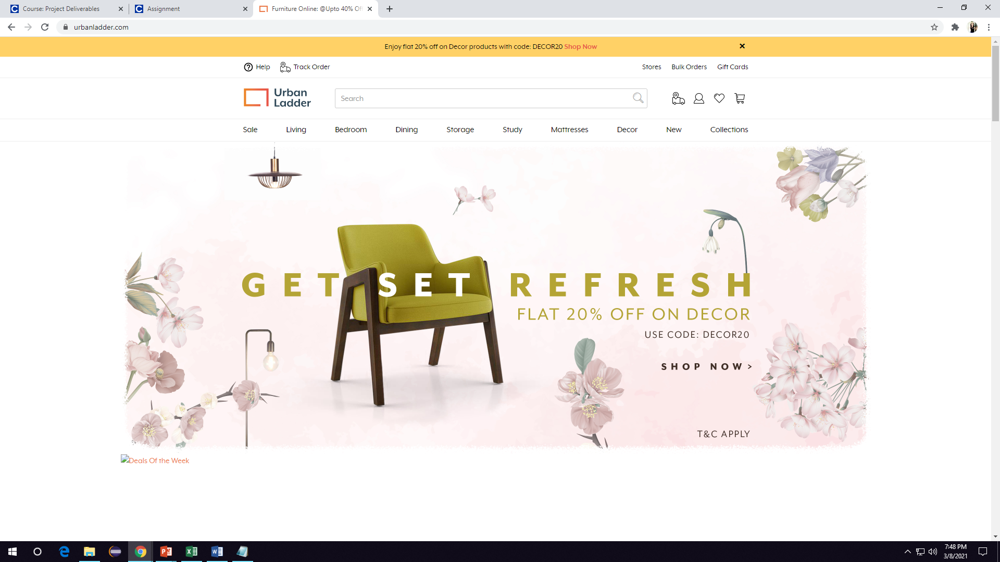 Course: Project Deliverables
Assignment
Furniture Online: @Upto 40% Of
urbanladder.com
Enjoy flat 20% off on Decor products with code: DECOR20 Shop Now
Help
Track Order
Stores
Bulk Orders
Gift Cards
Urban
Ladder
Search
Sale
Living
Bedroom
Dining
Storage
Study
Mattresses
Decor
New
Collections
GET SET REFRESH
FLAT 20% OFF ON DECOR
USE CODE: DECOR20
SHOP NOW >
T&C APPLY
Deals Of the Week
7:48 PM
3/8/2021